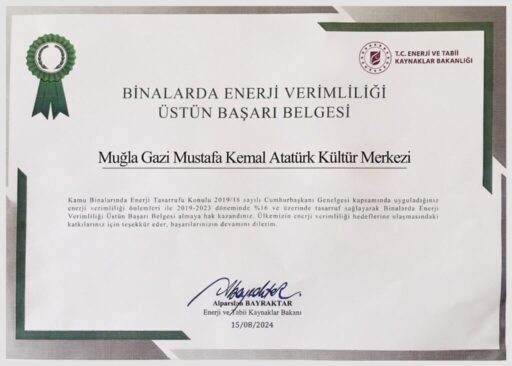 T.C. ENERJİ VE TABİİ
KAYNAKLAR BAKANLIĞI
BİNALARDA ENERJİ VERİMLİLİĞİ
ÜSTÜN BAŞARI BELGESİ
Muğla Gazi Mustafa Kemal Atatürk Kültür Merkezi
Kamu Binalarında Enerji Tasarrufu Konulu 2019/16 sayılı Cumhurbaşkanı Genelgesi kapsamında uyguladığınız
enerji verimliliği önlemleri ile 2019-2023 döneminde %16 ve üzerinde tasarruf sağlayarak Binalarda Enerji
Verimliliği Üstün Başarı Belgesi almaya hak kazandınız. Ülkemizin enerji verimliliği hedeflerine ulaşmasındaki
katkılarınız için teşekkür eder, başarılarınızın devamını dilerim.
Alparslan BAYRAKTAR
Enerji ve Tabii Kaynaklar Bakanı
15/08/2024